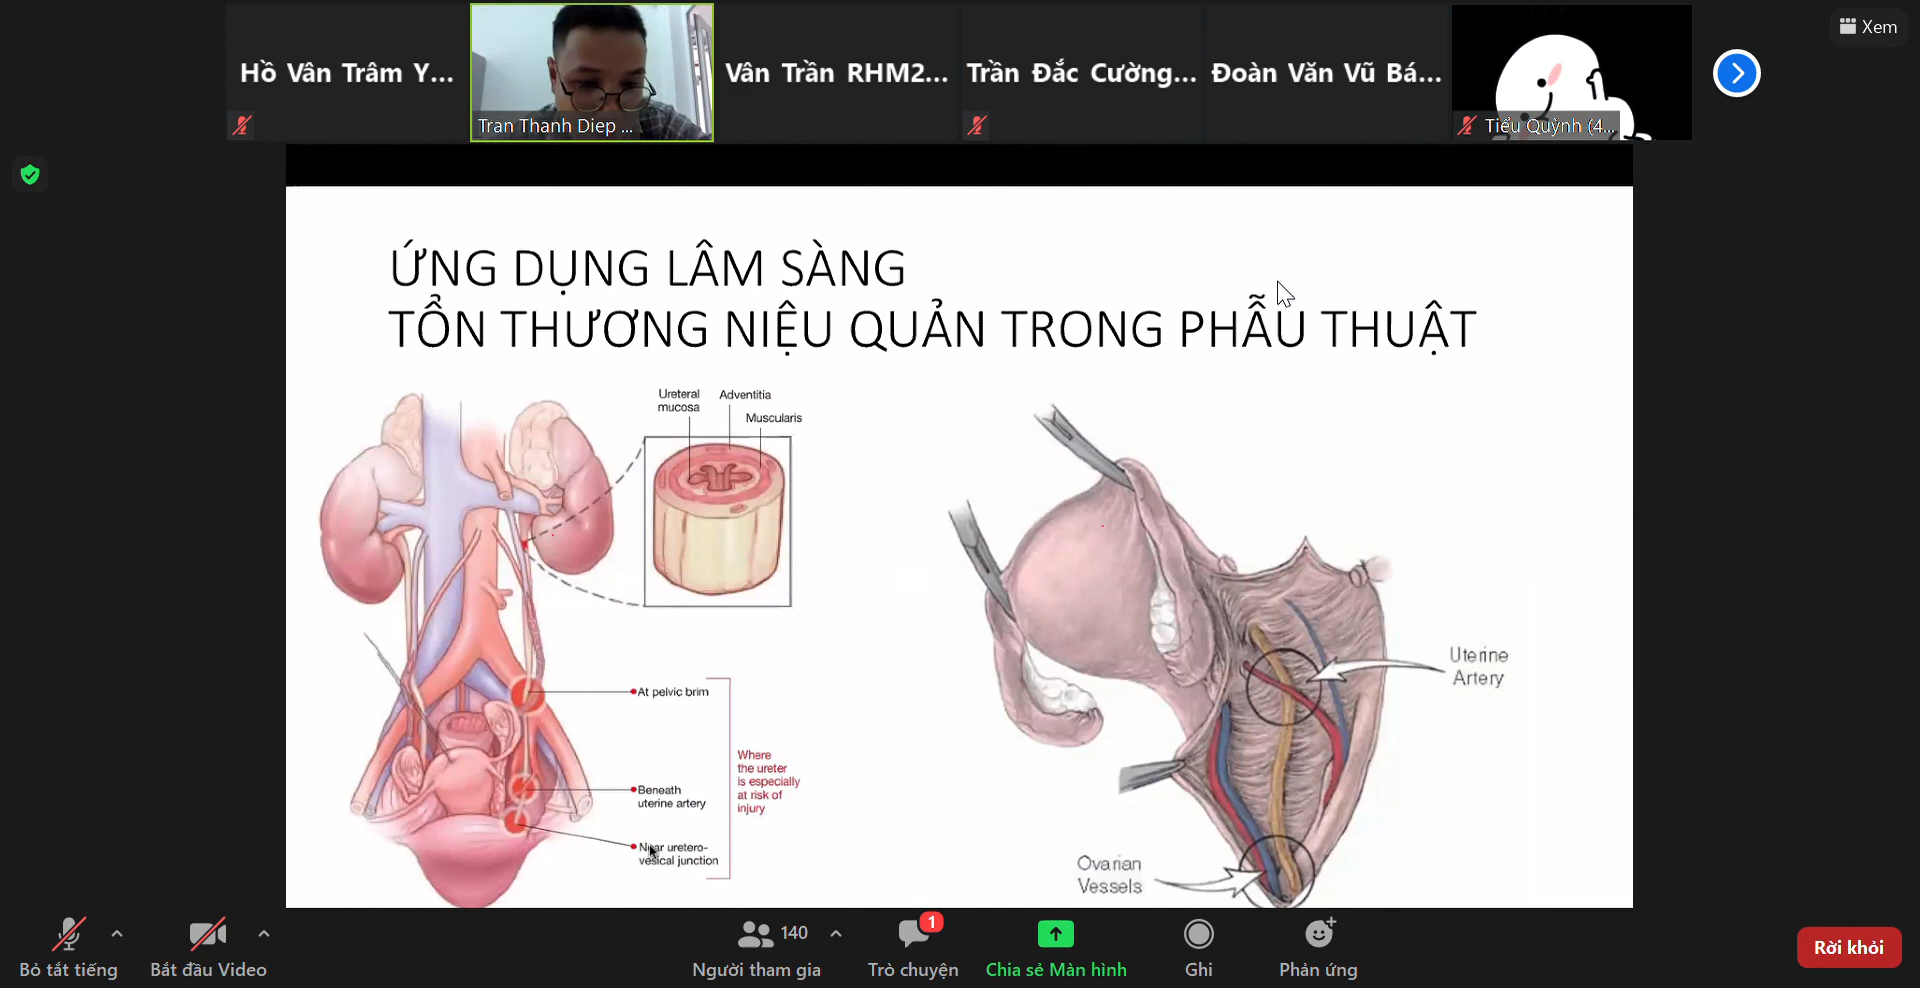 Hồ Vân Trâm Y...
Tran Thanh Diep ...
Vân Trần RHM2...
Trần Đắc Cường...
Đoàn Văn Vũ Bá...
Tiểu Quỳnh (4...
Xem
ỨNG DỤNG LÂM SÀNG
TỔN THƯƠNG NIỆU QUẢN TRONG PHẪU THUẬT
Ureteral
mucosa
Adventitia
Muscularis
At pelvic brim
Where
the ureter
is especially
at risk of
injury
Beneath
uterine artery
Near uretero-
vesical junction
Uterine
Artery
Ovarian
Vessels
Bỏ tắt tiếng
Bắt đầu Video
140
Người tham gia
1
Trò chuyện
Chia sẻ Màn hình
Ghi
Phản ứng
Rời khỏi